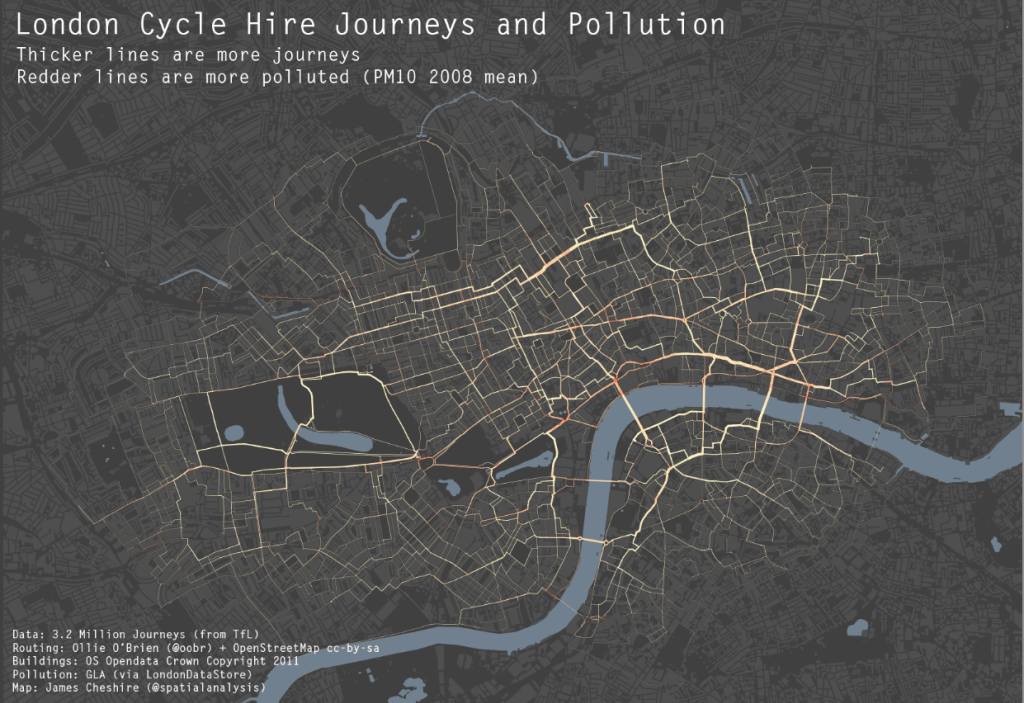 London Cycle Hire Journeys and Pollution
Thicker lines are more journeys
Redder lines are more polluted (PM10 2008 mean)
Data: 3.2 Million Journeys (from TfL)
Routing: Ollie O'Brien (@oobr) + OpenStreetMap cc-by-sa
Buildings: OS Opendata Crown Copyright 2011
Pollution: GLA (via LondonDataStore)
Map: James Cheshire (@spatialanalysis)